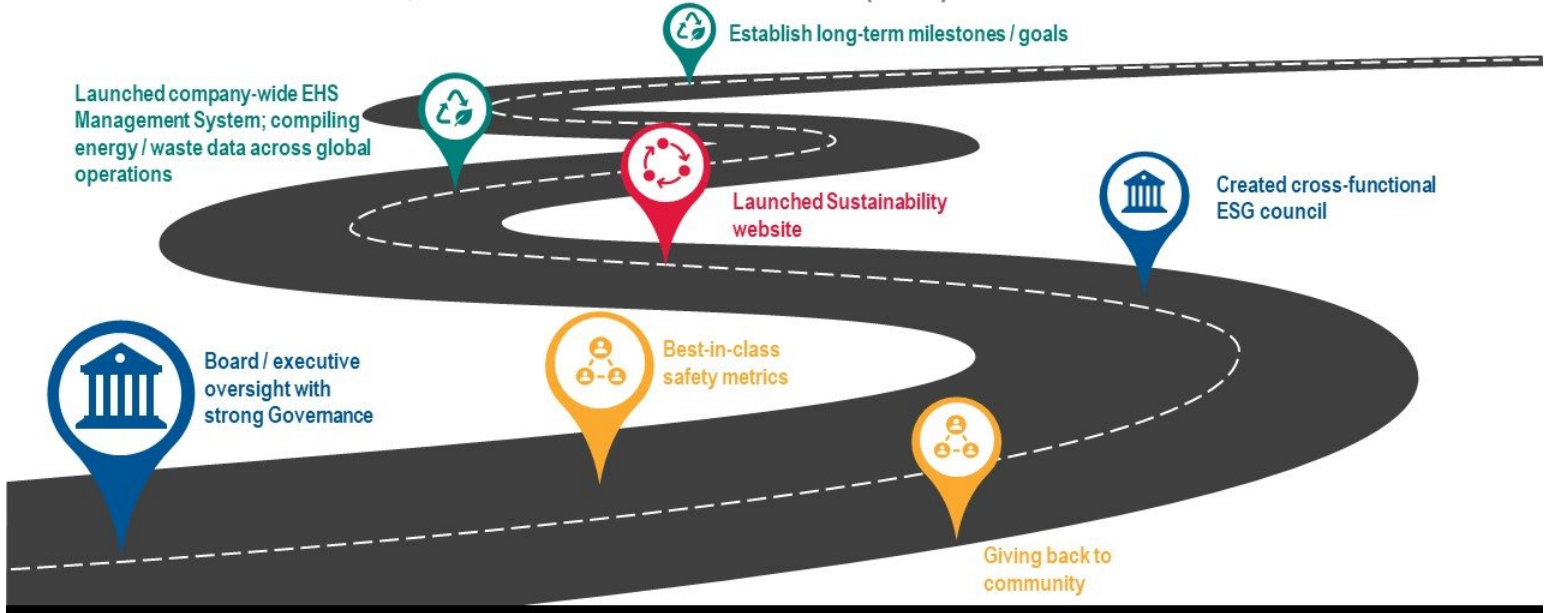 Establish long-term milestones / goals
Launched company-wide EHS
Management System; compiling
energy / waste data across global
operations
Launched Sustainability
website
Created cross-functional
ESG council
Board / executive
oversight with
strong Governance
Best-in-class
safety metrics
Giving back to
community